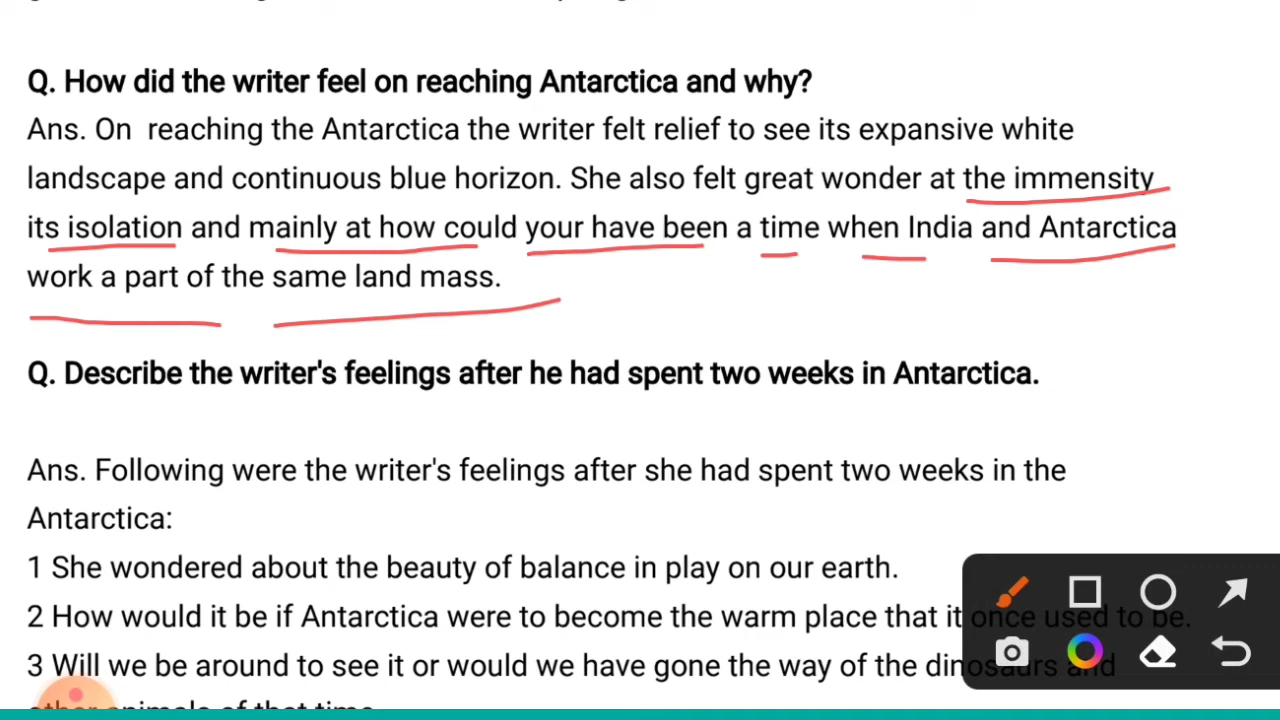 Q. How did the writer feel on reaching Antarctica and why?
Ans. On reaching the Antarctica the writer felt relief to see its expansive white
landscape and continuous blue horizon. She also felt great wonder at the immensity
its isolation and mainly at how could your have been a time when India and Antarctica
work a part of the same land mass.
Q. Describe the writer's feelings after he had spent two weeks in Antarctica.
Ans. Following were the writer's feelings after she had spent two weeks in the
Antarctica:
1 She wondered about the beauty of balance in play on our earth.
2 How would it be if Antarctica were to become the warm place that it once used to be.
3 Will we be around to see it or would we have gone the way of the dinosaurs and
other animals of that time